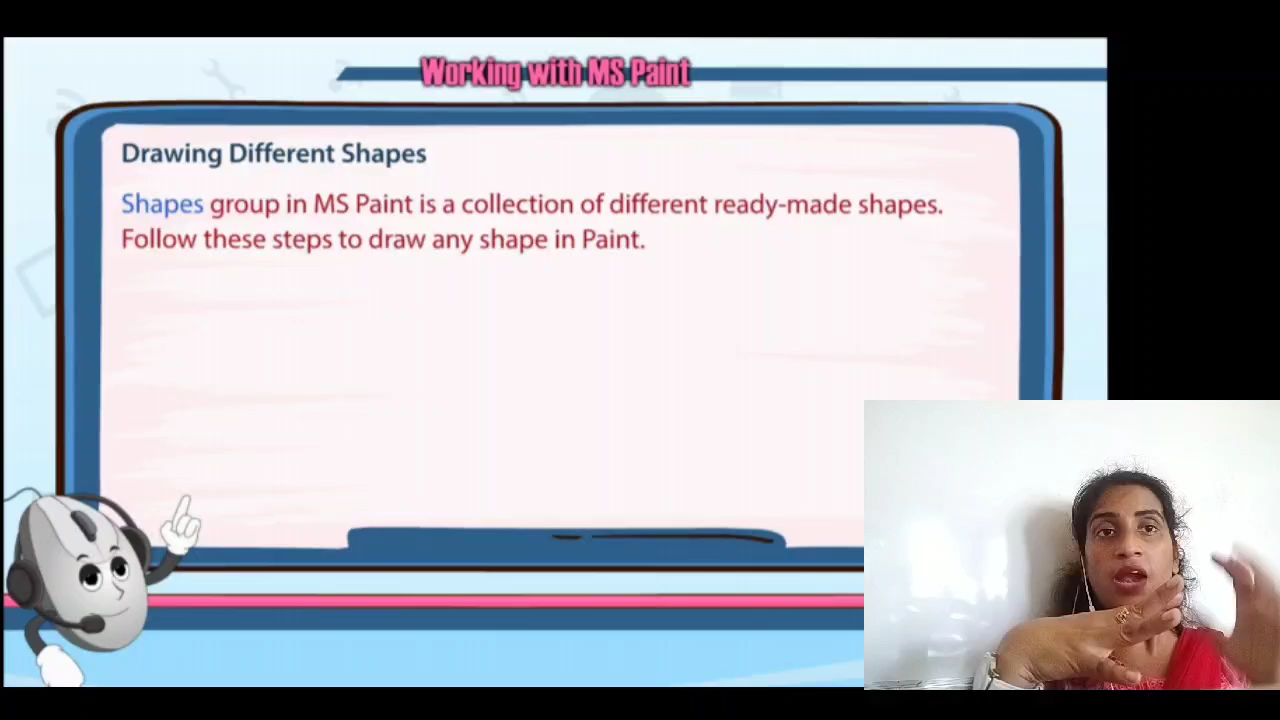 Working with MS Paint
Drawing Different Shapes
Shapes group in MS Paint is a collection of different ready-made shapes.
Follow these steps to draw any shape in Paint.